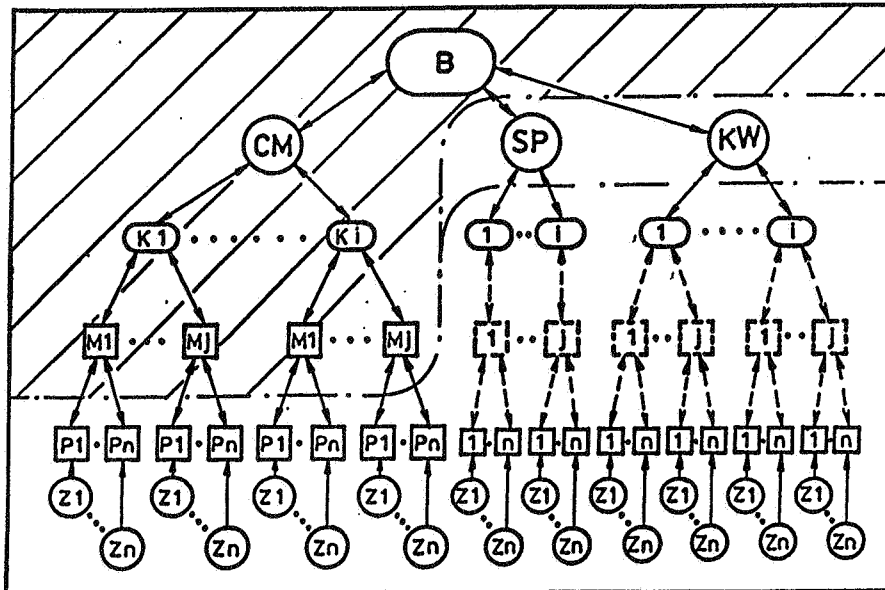 B
CM SP KW
K1 Ki 1 i 1 i
M1 Mj M1 Mj 1 j 1 j 1 j
P1 Pn P1 Pn P1 Pn P1 Pn 1 n 1 n 1 n 1 n 1 n 1 n
Z1 Z1 Z1 Z1 Z1 Z1 Z1 Z1 Z1 Z1
Zn Zn Zn Zn Zn Zn Zn Zn Zn Zn